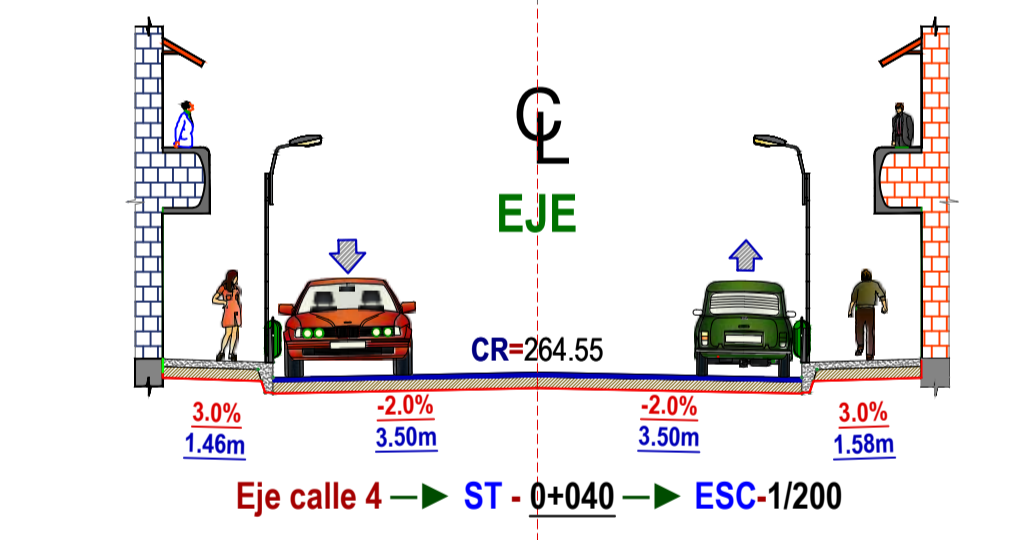 CL
EJE
CR=264.55
3.0% -2.0% -2.0% 3.0%
1.46m 3.50m 3.50m 1.58m
Eje calle 4 ST - 0+040 ESC-1/200